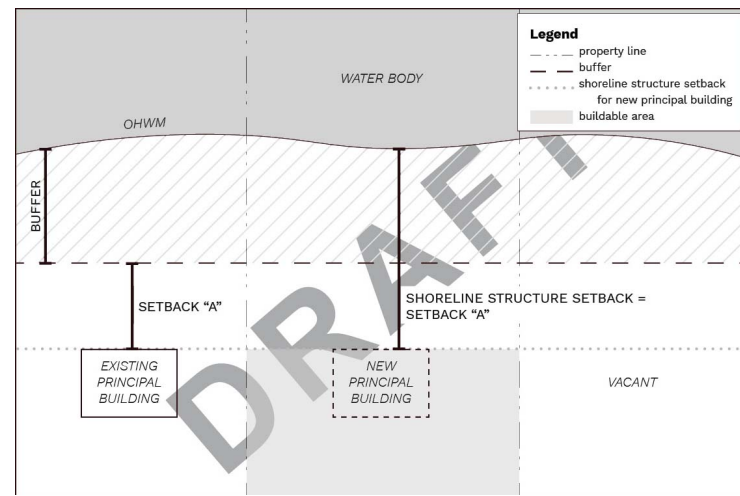 Legend
property line
buffer
shoreline structure setback
for new principal building
buildable area
WATER BODY
OHWM
BUFFER
SETBACK "A"
SHORELINE STRUCTURE SETBACK =
SETBACK "A"
EXISTING
PRINCIPAL
BUILDING
NEW
PRINCIPAL
BUILDING
VACANT
DRAFT